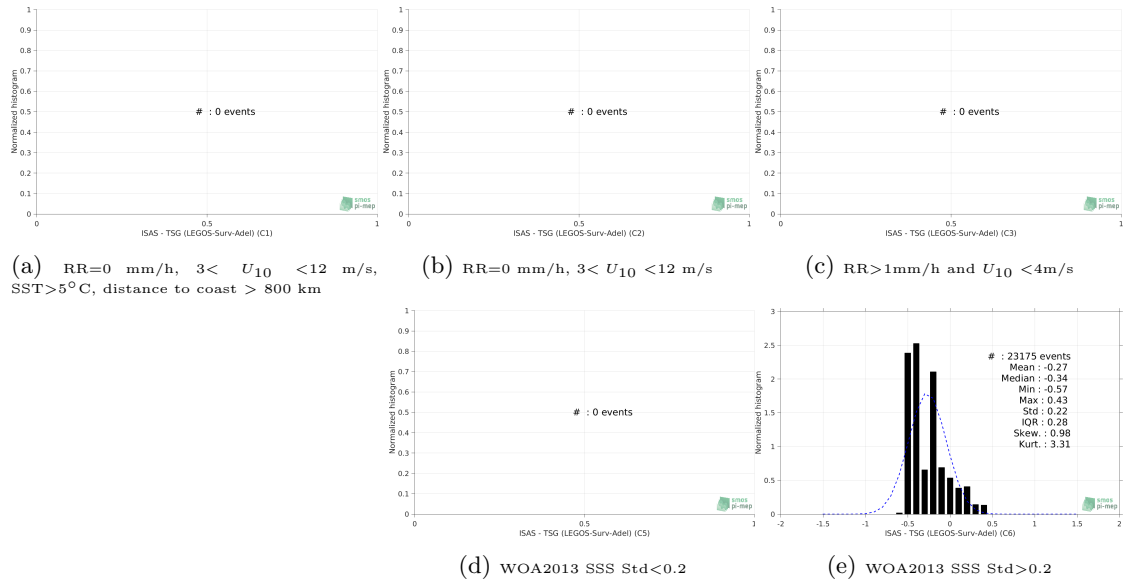 1
0.9
0.8
0.7
0.6
0.5
0.4
0.3
0.2
0.1
0
Normalized histogram
# : 0 events
smos
pi-mep
0 0.5 1
ISAS - TSG (LEGOS-Surv-Adel) (C1)
1
0.9
0.8
0.7
0.6
0.5
0.4
0.3
0.2
0.1
0
Normalized histogram
# : 0 events
smos
pi-mep
0 0.5 1
ISAS - TSG (LEGOS-Surv-Adel) (C2)
1
0.9
0.8
0.7
0.6
0.5
0.4
0.3
0.2
0.1
0
Normalized histogram
# : 0 events
smos
pi-mep
0 0.5 1
ISAS - TSG (LEGOS-Surv-Adel) (C3)
(a) RR=0 mm/h, 3< U10 <12 m/s,
SST>5°C, distance to coast > 800 km
(b) RR=0 mm/h, 3< U10 <12 m/s
(c) RR>1mm/h and U10 <4m/s
1
0.9
0.8
0.7
0.6
0.5
0.4
0.3
0.2
0.1
0
Normalized histogram
# : 0 events
smos
pi-mep
0 0.5 1
ISAS - TSG (LEGOS-Surv-Adel) (C5)
3
2.5
2
1.5
1
0.5
0
Normalized histogram
# : 23175 events
Mean : -0.27
Median : -0.34
Min : -0.57
Max : 0.43
Std : 0.22
IQR : 0.28
Skew. : 0.98
Kurt. : 3.31
smos
pi-mep
-2 -1.5 -1 -0.5 0 0.5 1 1.5 2
ISAS - TSG (LEGOS-Surv-Adel) (C6)
(d) WOA2013 SSS Std<0.2
(e) WOA2013 SSS Std>0.2